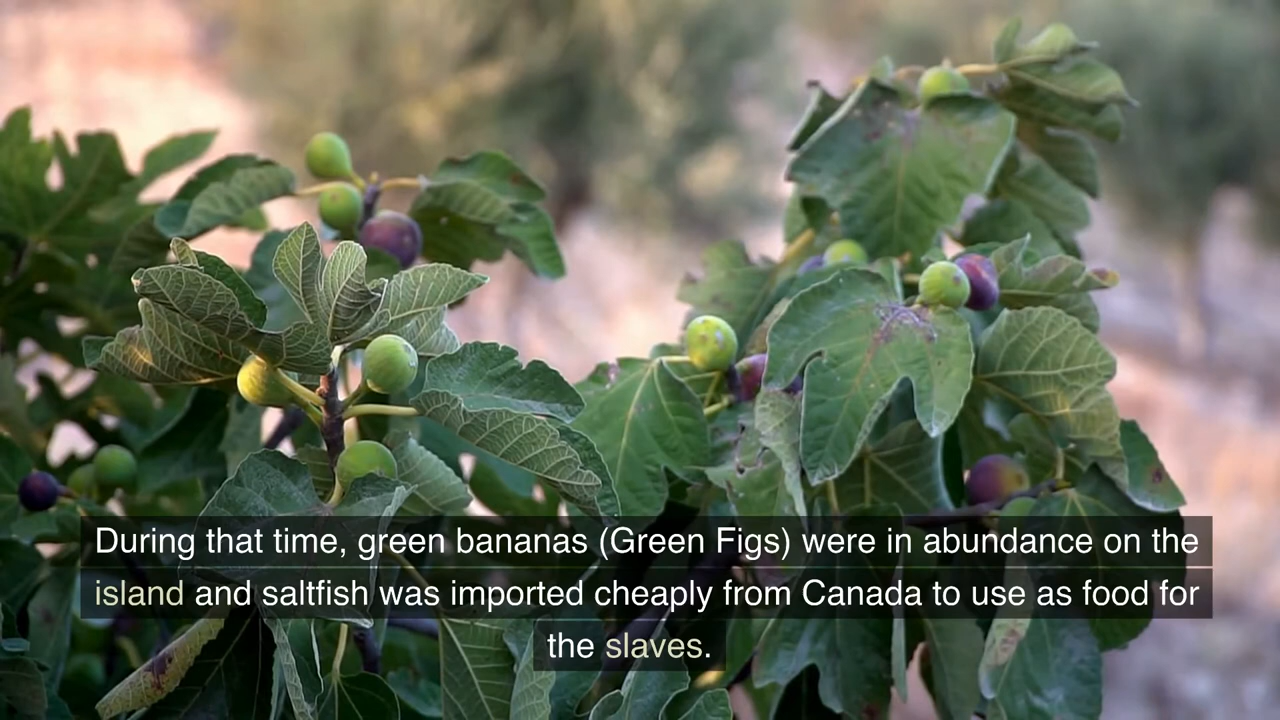 During that time, green bananas (Green Figs) were in abundance on the
island and saltfish was imported cheaply from Canada to use as food for
the slaves.